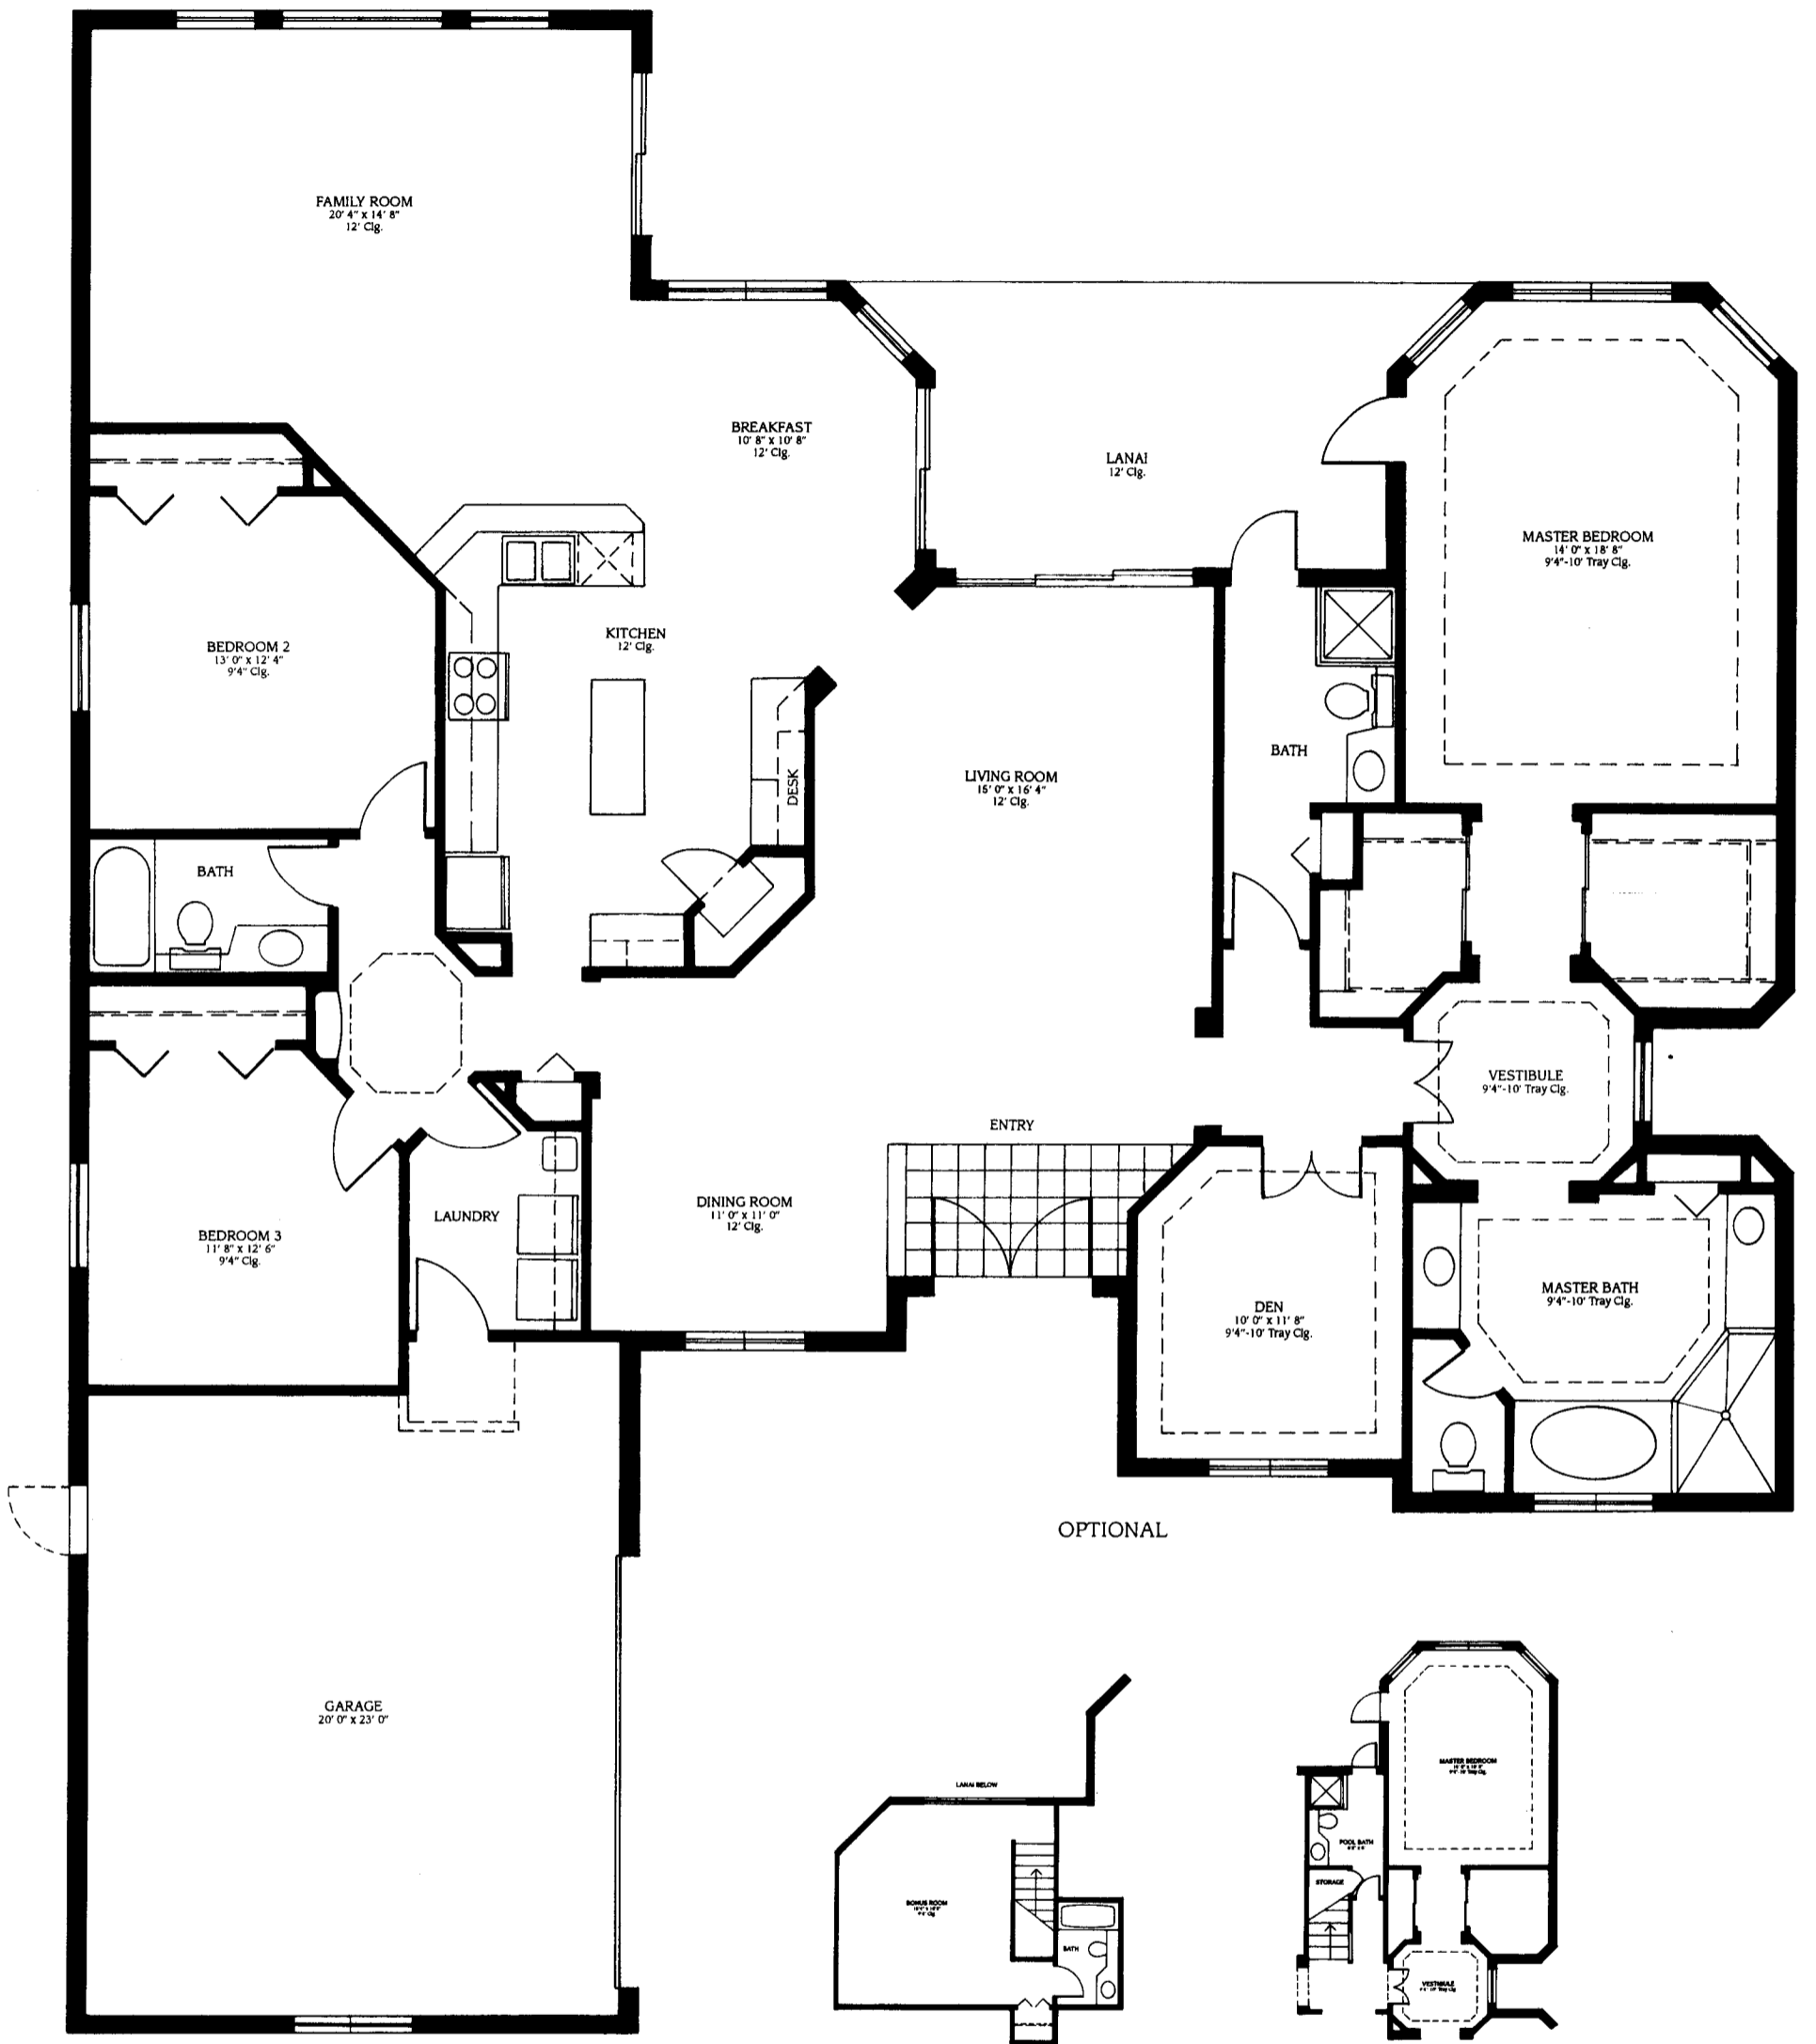 FAMILY ROOM
20' 4" x 14' 8"
12' Clg.
BREAKFAST
10' 8" x 10' 8"
12' Clg.
LANAI
12' Clg.
MASTER BEDROOM
14' 0" x 18' 8"
9'4"-10' Tray Clg.
BEDROOM 2
13' 0" x 12' 4"
9'4" Clg.
KITCHEN
12' Clg.
DESK
LIVING ROOM
15' 0" x 16' 4"
12' Clg.
BATH
BATH
VESTIBULE
9'4"-10' Tray Clg.
ENTRY
BEDROOM 3
11' 8" x 12' 6"
9'4" Clg.
LAUNDRY
DINING ROOM
11' 0" x 11' 0"
12' Clg.
DEN
10' 0" x 11' 8"
9'4"-10' Tray Clg.
MASTER BATH
9'4"-10' Tray Clg.
OPTIONAL
GARAGE
20' 0" x 23' 0"
LANAI BELOW
BONUS ROOM
BATH
MASTER BEDROOM
POOL BATH
STORAGE
VESTIBULE